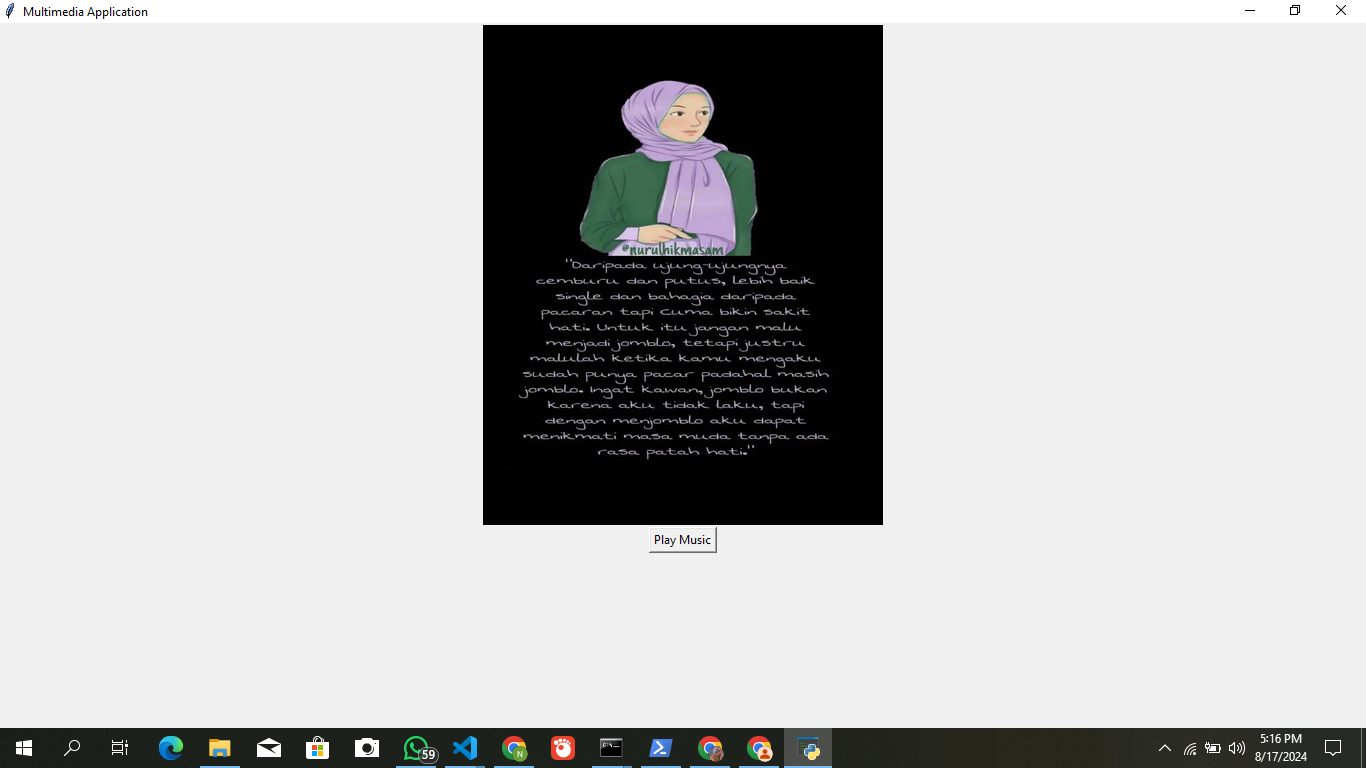 Multimedia Application
@nurulhikmasam
"Daripada ujung-ujungnya
cemburu dan putus, lebih baik
single dan bahagia daripada
pacaran tapi cuma bikin sakit
hati. Untuk itu jangan malu
menjadi jomblo, tetapi justru
malulah ketika kamu mengaku
sudah punya pacar padahal masih
jomblo. Ingat kawan, jomblo bukan
karena aku tidak laku, tapi
dengan menjomblo aku dapat
menikmati masa muda tanpa ada
rasa patah hati."
Play Music
59
N
5:16 PM
8/17/2024